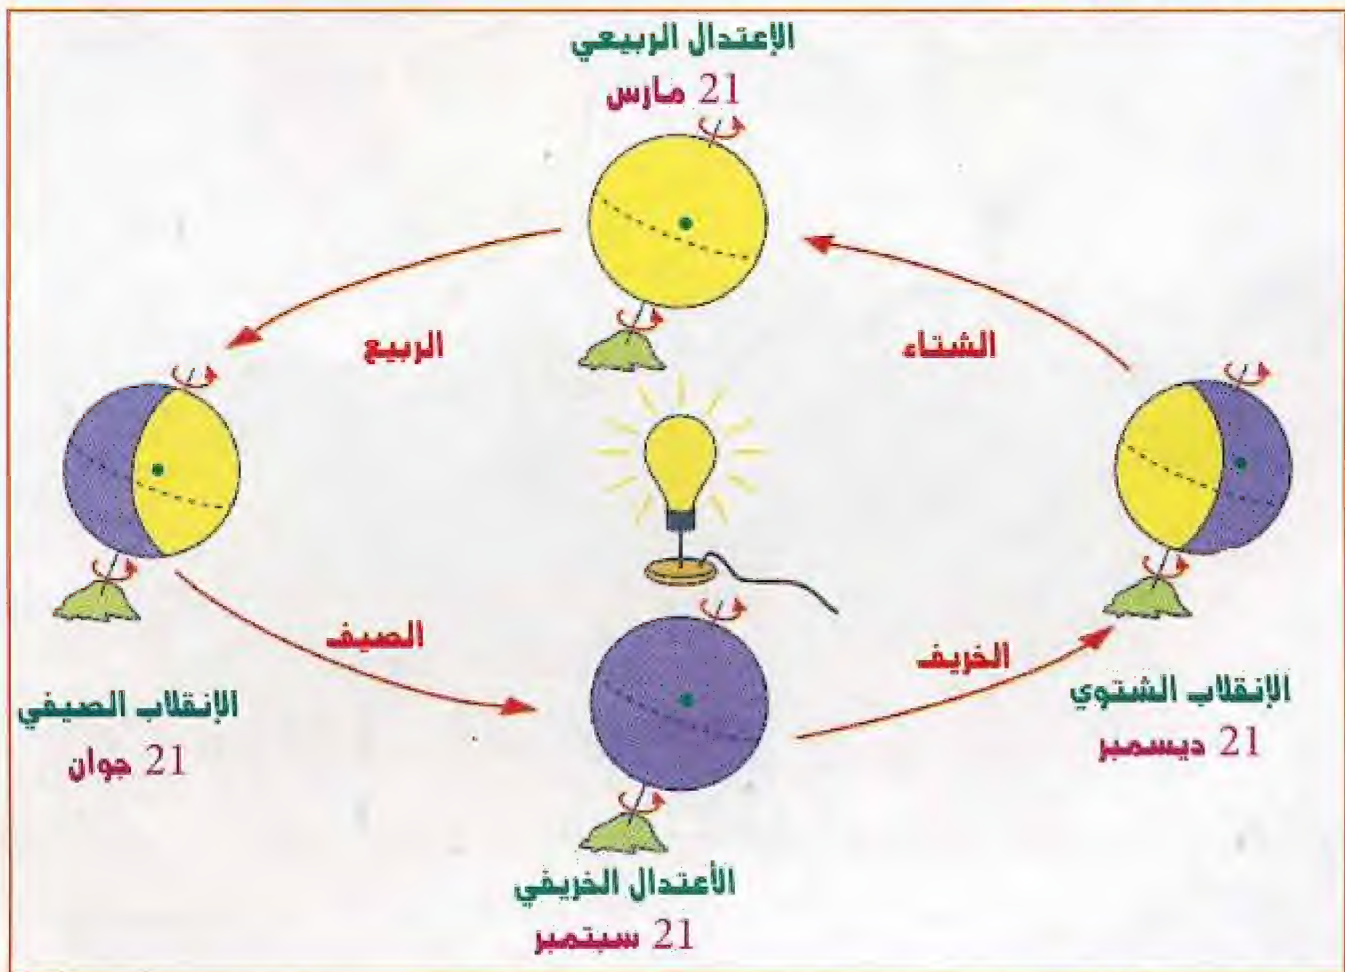 الإعتدال الربيعي
21 مارس
الشتاء
الربيع
الصيف
الخريف
الإنقلاب الشتوي
21 ديسمبر
الإنقلاب الصيفي
21 جوان
الأعتدال الخريفي
21 سبتمبر